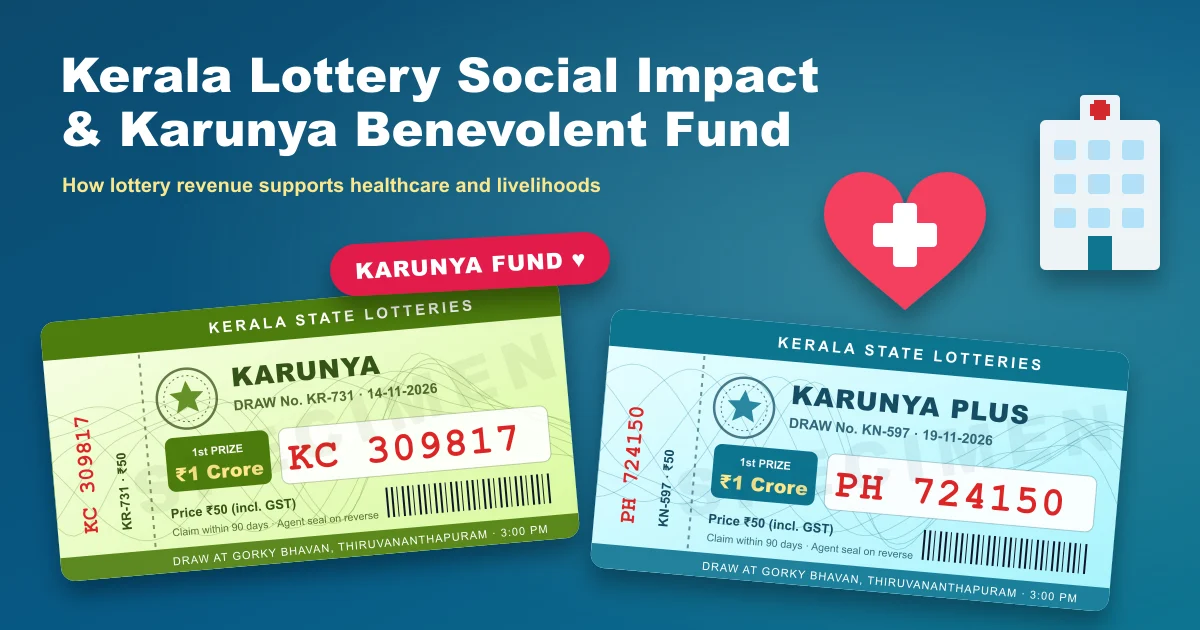 Kerala Lottery Social Impact
& Karunya Benevolent Fund
How lottery revenue supports healthcare and livelihoods
KARUNYA FUND ♥
KERALA STATE LOTTERIES
KARUNYA
DRAW No. KR-731 · 14-11-2026
SPECIMEN
KC 309817
KR-731 · ₹50
1st PRIZE
₹1 Crore
KC 309817
Price ₹50 (incl. GST)
Claim within 90 days · Agent seal on reverse
DRAW AT GORKY BHAVAN, THIRUVANANTHAPURAM · 3:00 PM
KERALA STATE LOTTERIES
KARUNYA PLUS
DRAW No. KN-597 · 19-11-2026
SPECIMEN
PH 724150
KN-597 · ₹50
1st PRIZE
₹1 Crore
PH 724150
Price ₹50 (incl. GST)
Claim within 90 days · Agent seal on reverse
DRAW AT GORKY BHAVAN, THIRUVANANTHAPURAM · 3:00 PM